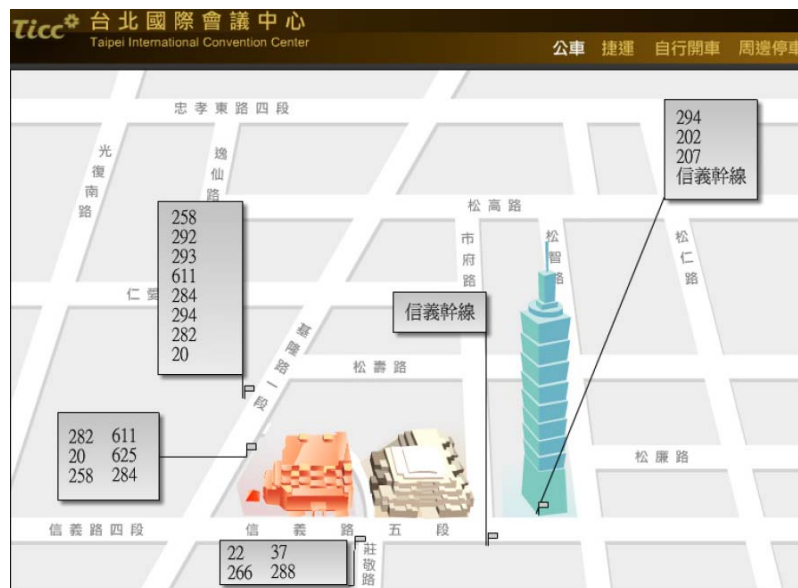 Ticc 台北國際會議中心
Taipei International Convention Center
公車 捷運 自行開車 周邊停車
忠孝東路四段
光復南路
逸仙路
294
202
207
信義幹線
258
292
293
611
284
294
282
20
松高路
市府路
松智路
松仁路
仁愛
信義幹線
基隆路一段
松壽路
282 611
20 625
258 284
松廉路
信義路四段
信義路五段
22 37
266 288
莊敬路